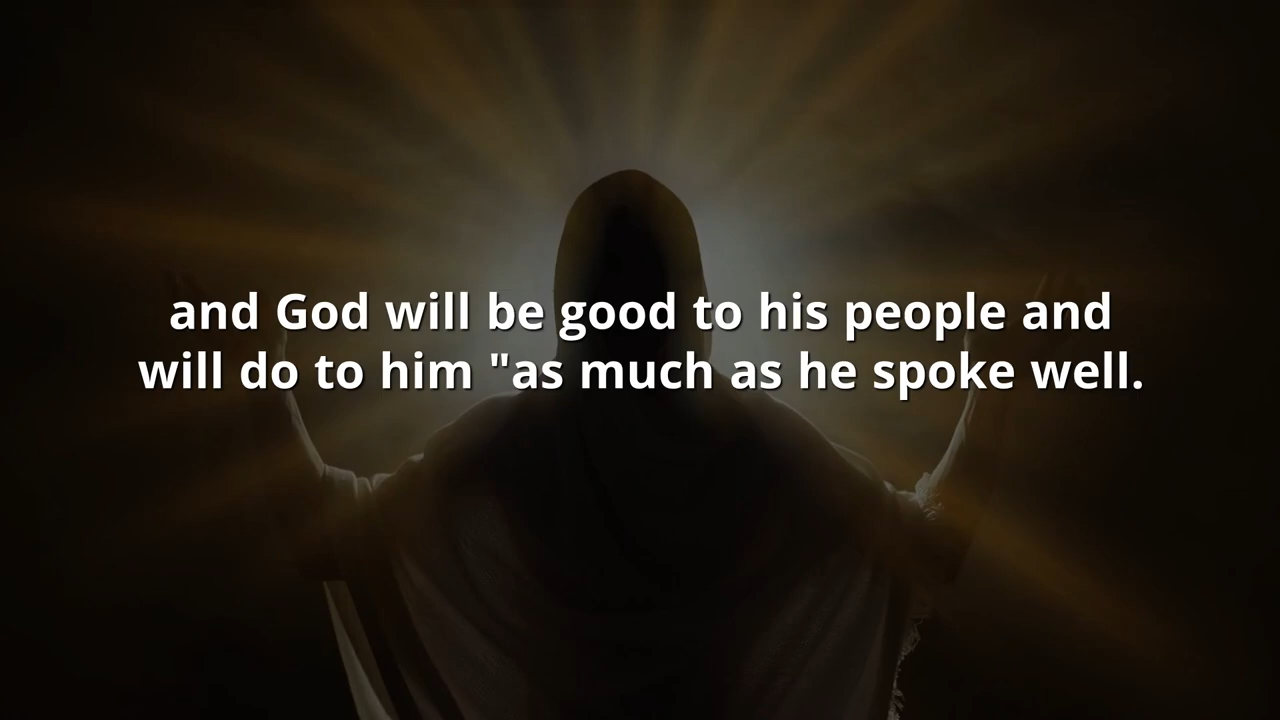 and God will be good to his people and
will do to him "as much as he spoke well.